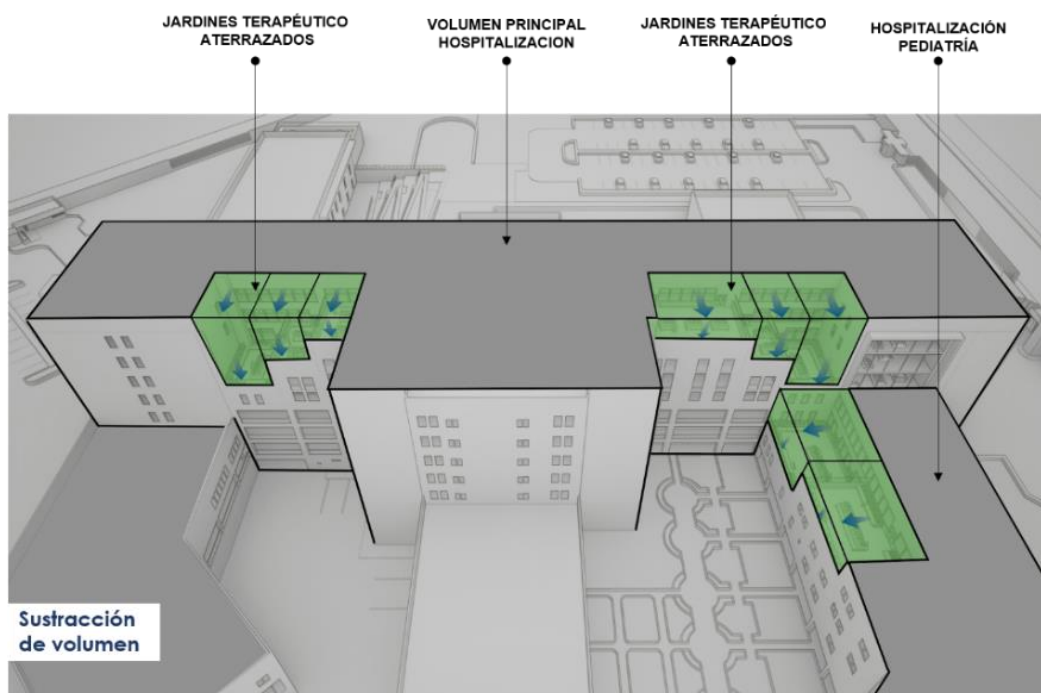 JARDINES TERAPÉUTICO
ATERRAZADOS
VOLUMEN PRINCIPAL
HOSPITALIZACION
JARDINES TERAPÉUTICO
ATERRAZADOS
HOSPITALIZACIÓN
PEDIATRÍA
Sustracción
de volumen